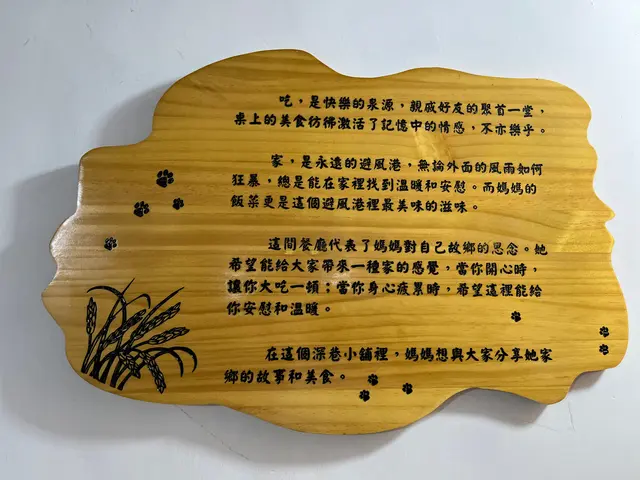 吃，是快樂的泉源，親戚好友的聚首一堂，
桌上的美食彷彿激活了記憶中的情感，不亦樂乎。
家，是永遠的避風港，無論外面的風雨如何
狂暴，總是能在家裡找到溫暖和安慰。而媽媽的
飯菜更是這個避風港裡最美味的滋味。
這間餐廳代表了媽媽對自己故鄉的思念。她
希望能給大家帶來一種家的感覺，當你開心時，
讓你大吃一頓；當你身心疲累時，希望這裡能給
你安慰和溫暖。
在這個深巷小舖裡，媽媽想與大家分享她家
鄉的故事和美食。